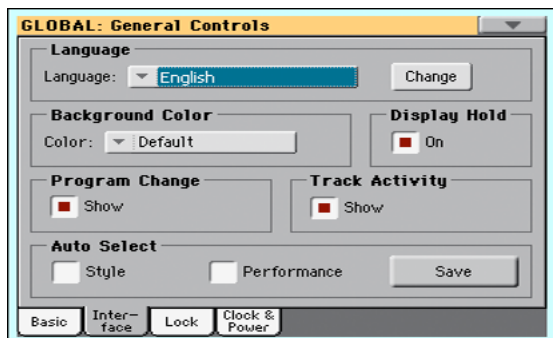 GLOBAL: General Controls
Language
Language: English Change
Background Color
Color: Default
Display Hold
On
Program Change
Show
Track Activity
Show
Auto Select
Style Performance Save
Basic
Inter-
face
Lock
Clock &
Power